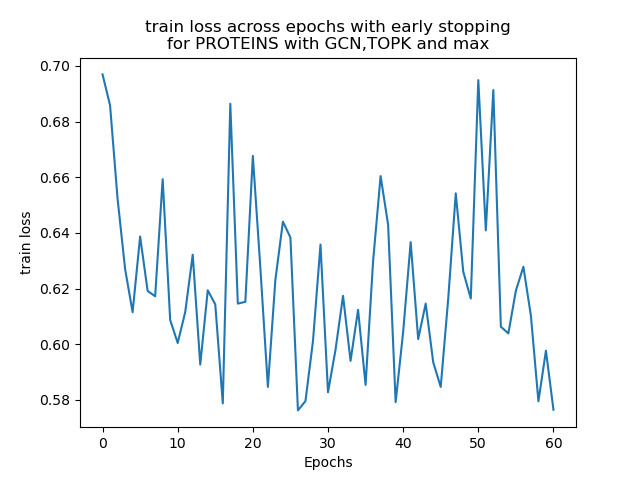 train loss across epochs with early stopping
for PROTEINS with GCN,TOPK and max
0.70
0.68
0.66
0.64
0.62
0.60
0.58
train loss
0 10 20 30 40 50 60
Epochs